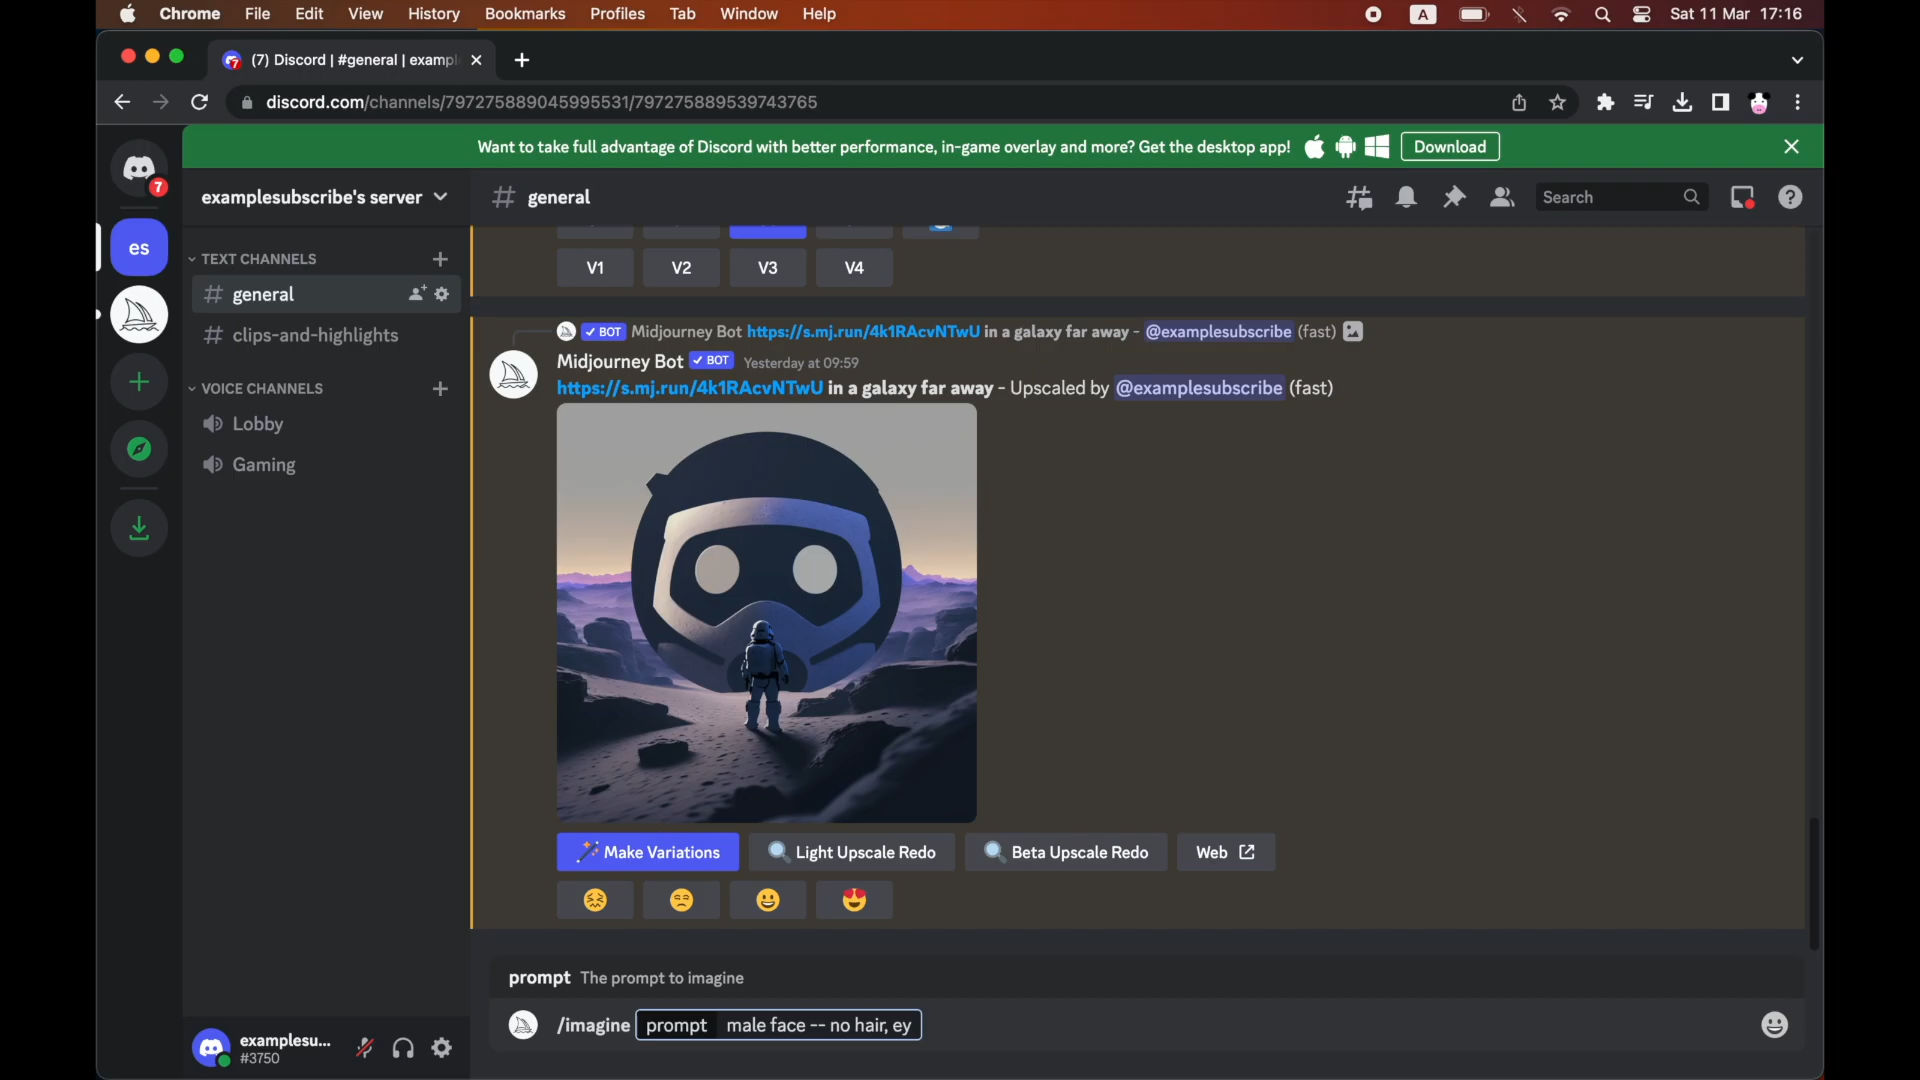 Chrome File Edit View History Bookmarks Profiles Tab Window Help A Sat 11 Mar 17:16
(7) Discord | #general | exampl
discord.com/channels/797275889045995531/797275889539743765
Want to take full advantage of Discord with better performance, in-game overlay and more? Get the desktop app! Download
7
examplesubscribe's server
general
Search
es
TEXT CHANNELS
general
clips-and-highlights
VOICE CHANNELS
Lobby
Gaming
V1 V2 V3 V4
BOT Midjourney Bot https://s.mj.run/4k1RAcvNTwU in a galaxy far away - @examplesubscribe (fast)
Midjourney Bot BOT Yesterday at 09:59
https://s.mj.run/4k1RAcvNTwU in a galaxy far away - Upscaled by @examplesubscribe (fast)
Make Variations Light Upscale Redo Beta Upscale Redo Web
prompt The prompt to imagine
/imagine prompt male face -- no hair, ey
examplesu...
#3750